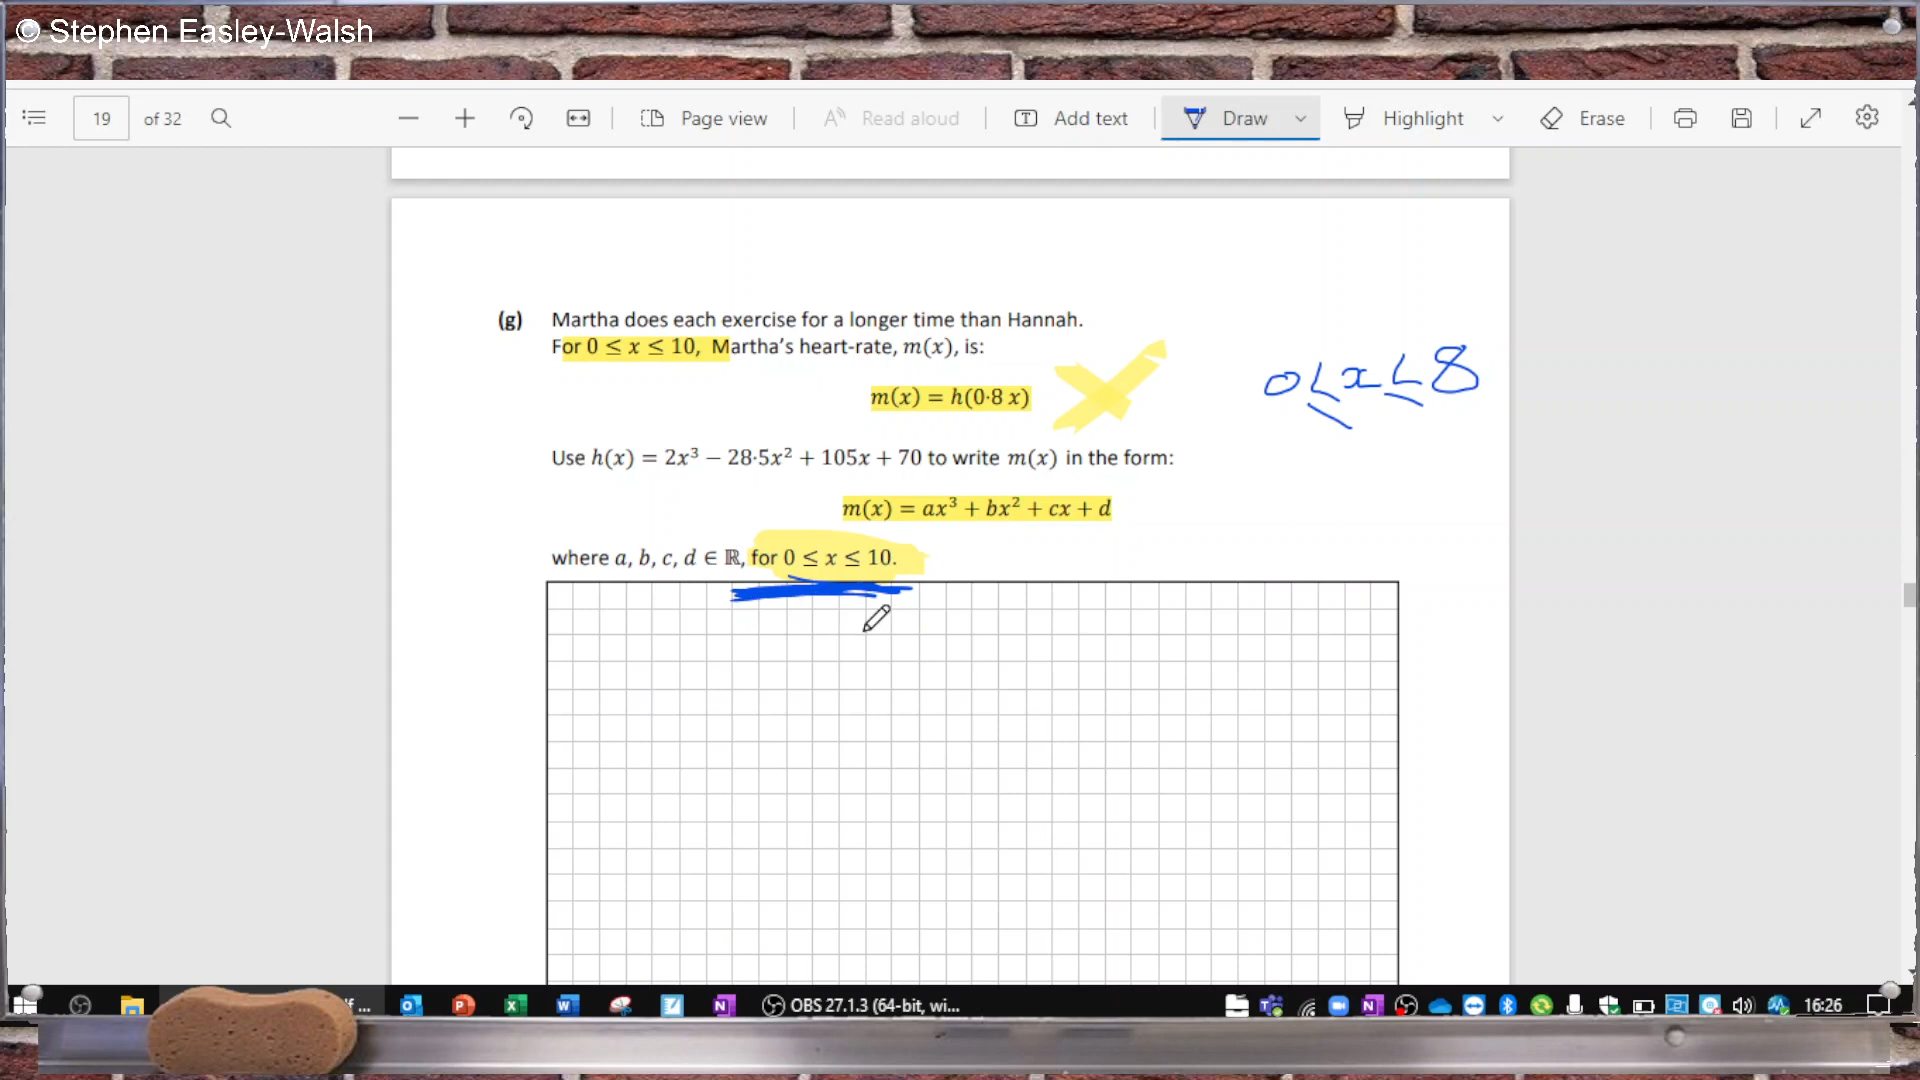 © Stephen Easley-Walsh
19 of 32 Page view Read aloud Add text Draw Highlight Erase
(g) Martha does each exercise for a longer time than Hannah.
For 0 ≤ x ≤ 10, Martha's heart-rate, m(x), is:
m(x) = h(0·8 x)
0 ≤ x ≤ 8
Use h(x) = 2x³ − 28·5x² + 105x + 70 to write m(x) in the form:
m(x) = ax³ + bx² + cx + d
where a, b, c, d ∈ ℝ, for 0 ≤ x ≤ 10.
OBS 27.1.3 (64-bit, wi... 16:26